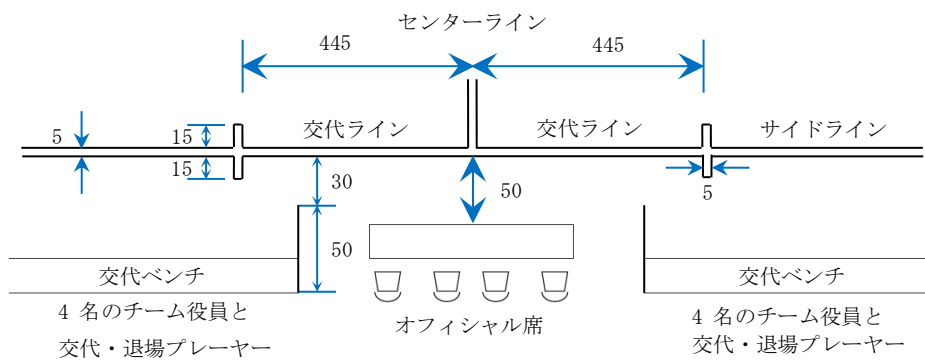 センターライン
445
445
5
15
交代ライン
交代ライン
サイドライン
15
30
50
5
50
交代ベンチ
交代ベンチ
4 名のチーム役員と
交代・退場プレーヤー
オフィシャル席
4 名のチーム役員と
交代・退場プレーヤー